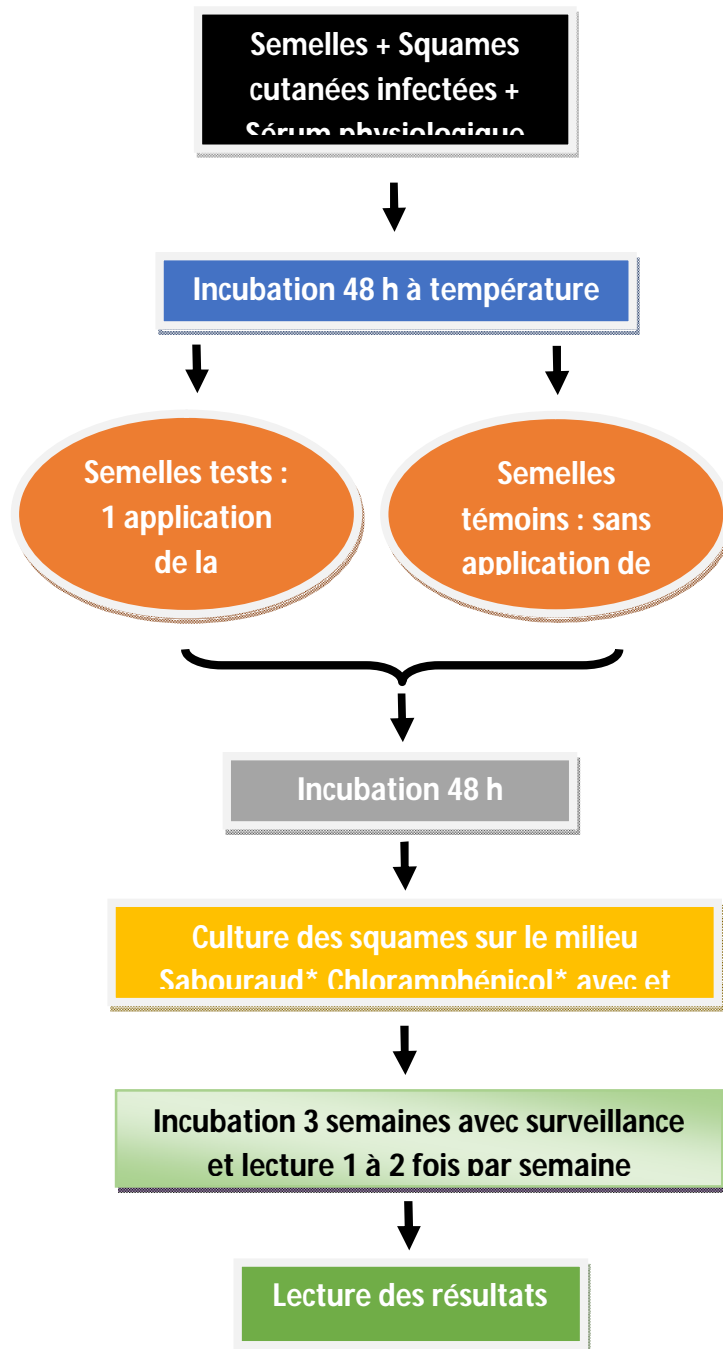 Semelles + Squames
cutanées infectées +
Sérum physiologique
Incubation 48 h à température
Semelles tests :
1 application
de la
Semelles
témoins : sans
application de
Incubation 48 h
Culture des squames sur le milieu
Sabouraud* Chloramphénicol* avec et
Incubation 3 semaines avec surveillance
et lecture 1 à 2 fois par semaine
Lecture des résultats